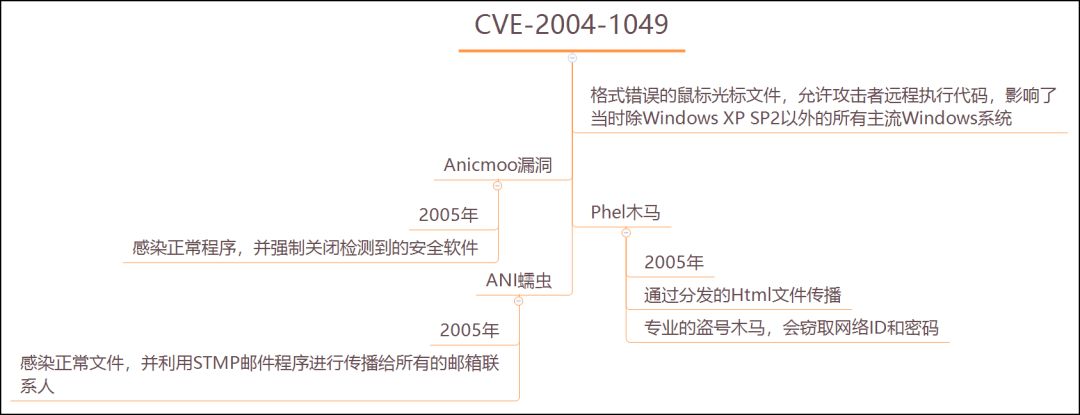 CVE-2004-1049
格式错误的鼠标光标文件，允许攻击者远程执行代码，影响了
当时除Windows XP SP2以外的所有主流Windows系统
Anicmoo漏洞
2005年
感染正常程序，并强制关闭检测到的安全软件
Phel木马
2005年
通过分发的Html文件传播
专业的盗号木马，会窃取网络ID和密码
ANI蠕虫
2005年
感染正常文件，并利用STMP邮件程序进行传播给所有的邮箱联
系人